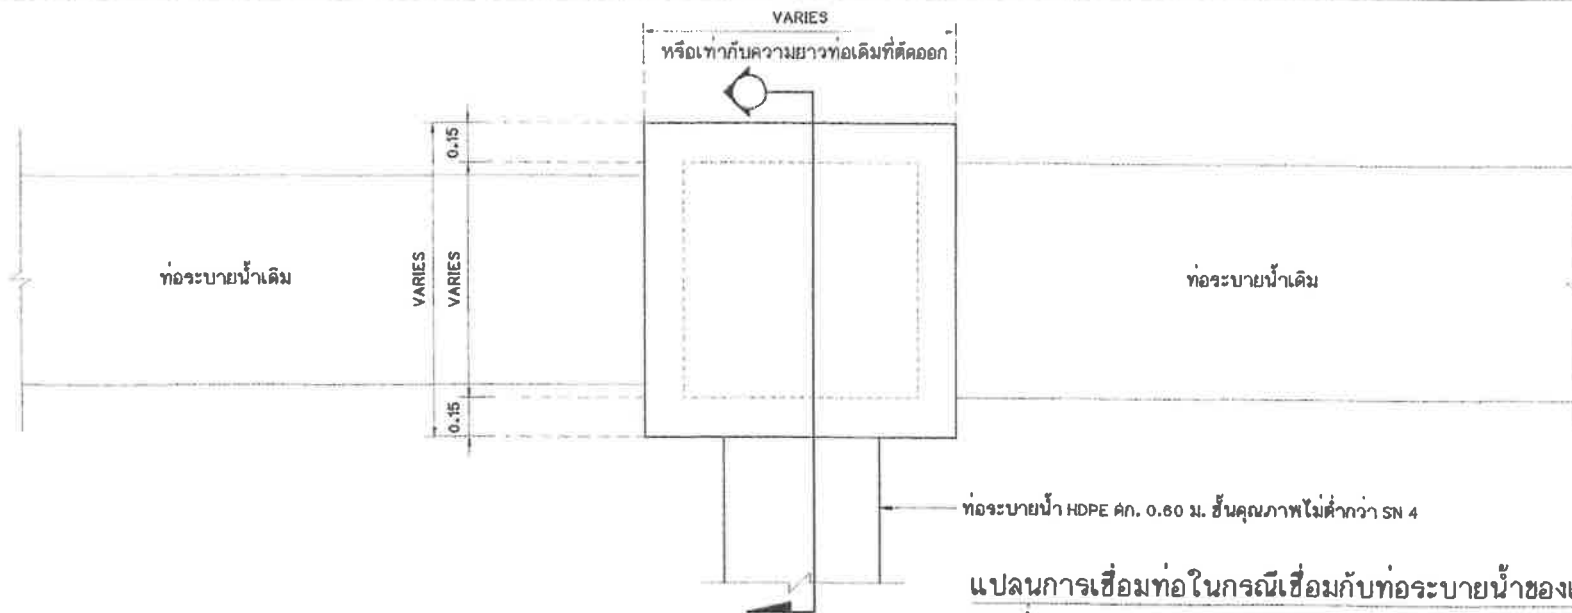 VARIES
หรือเท่ากับความยาวท่อเดิมที่ตัดออก
0.15
ท่อระบายน้ำเดิม
VARIES
VARIES
ท่อระบายน้ำเดิม
0.15
ท่อระบายน้ำ HDPE ศก. 0.60 ม. ชั้นคุณภาพไม่ต่ำกว่า SN 4
แปลนการเชื่อมท่อในกรณีเชื่อมกับท่อระบายน้ำของ